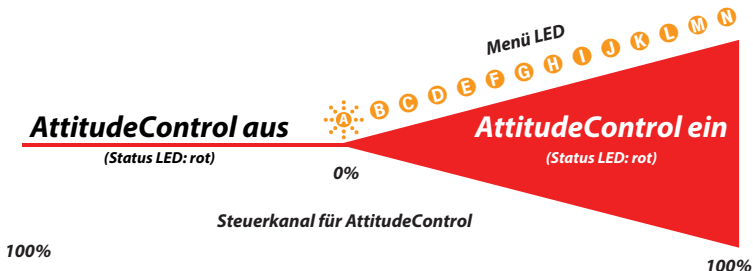 Menü LED
A B C D E F G H I J K L M N
AttitudeControl aus
(Status LED: rot)
AttitudeControl ein
(Status LED: rot)
0%
Steuerkanal für AttitudeControl
100%
100%